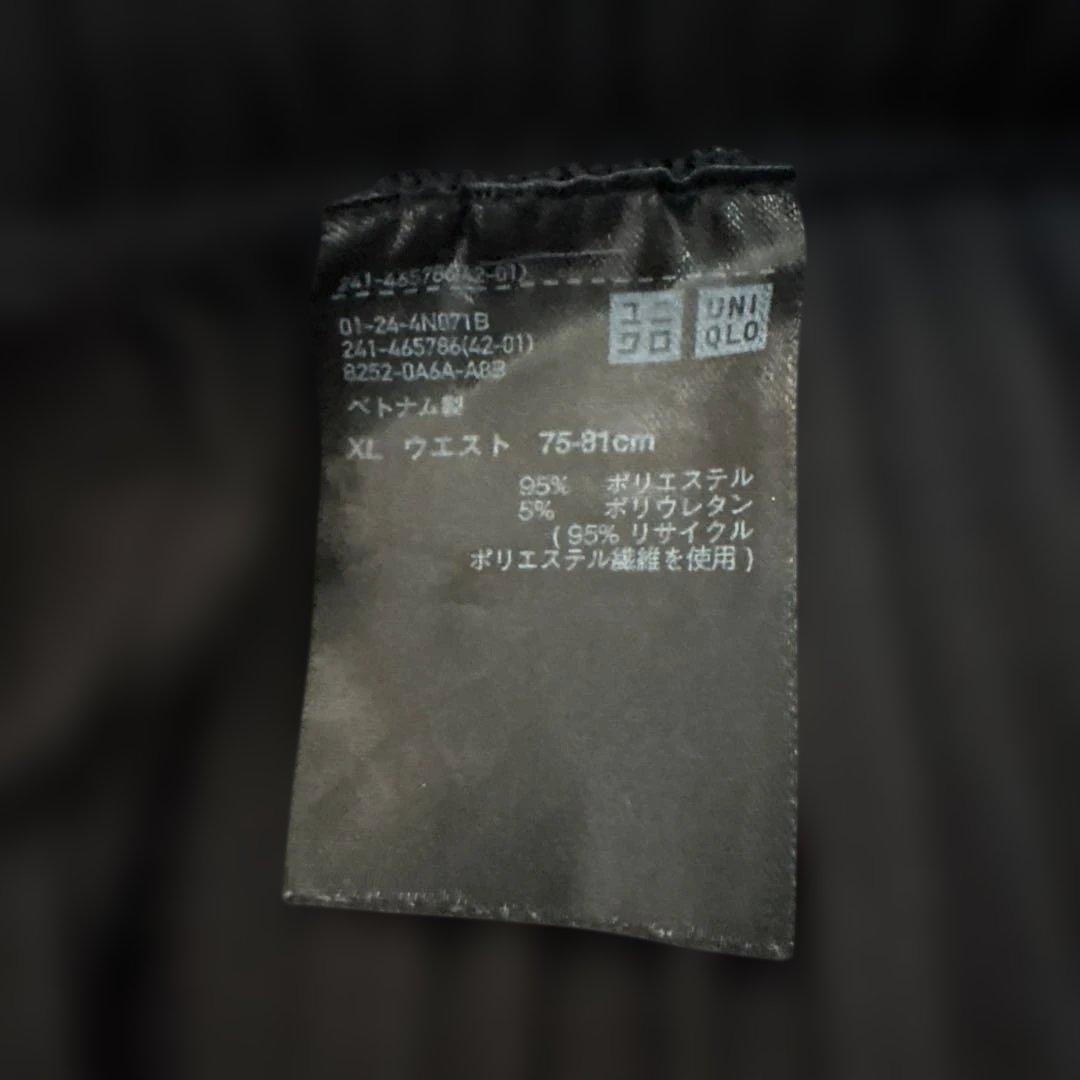 241-465786(42-01)
ユニクロ
UNIQLO
01-24-4N071B
241-465786(42-01)
8252-0A6A-A8B
ベトナム製
XL ウエスト 75-81cm
95% ポリエステル
5% ポリウレタン
( 95% リサイクル
ポリエステル繊維を使用 )